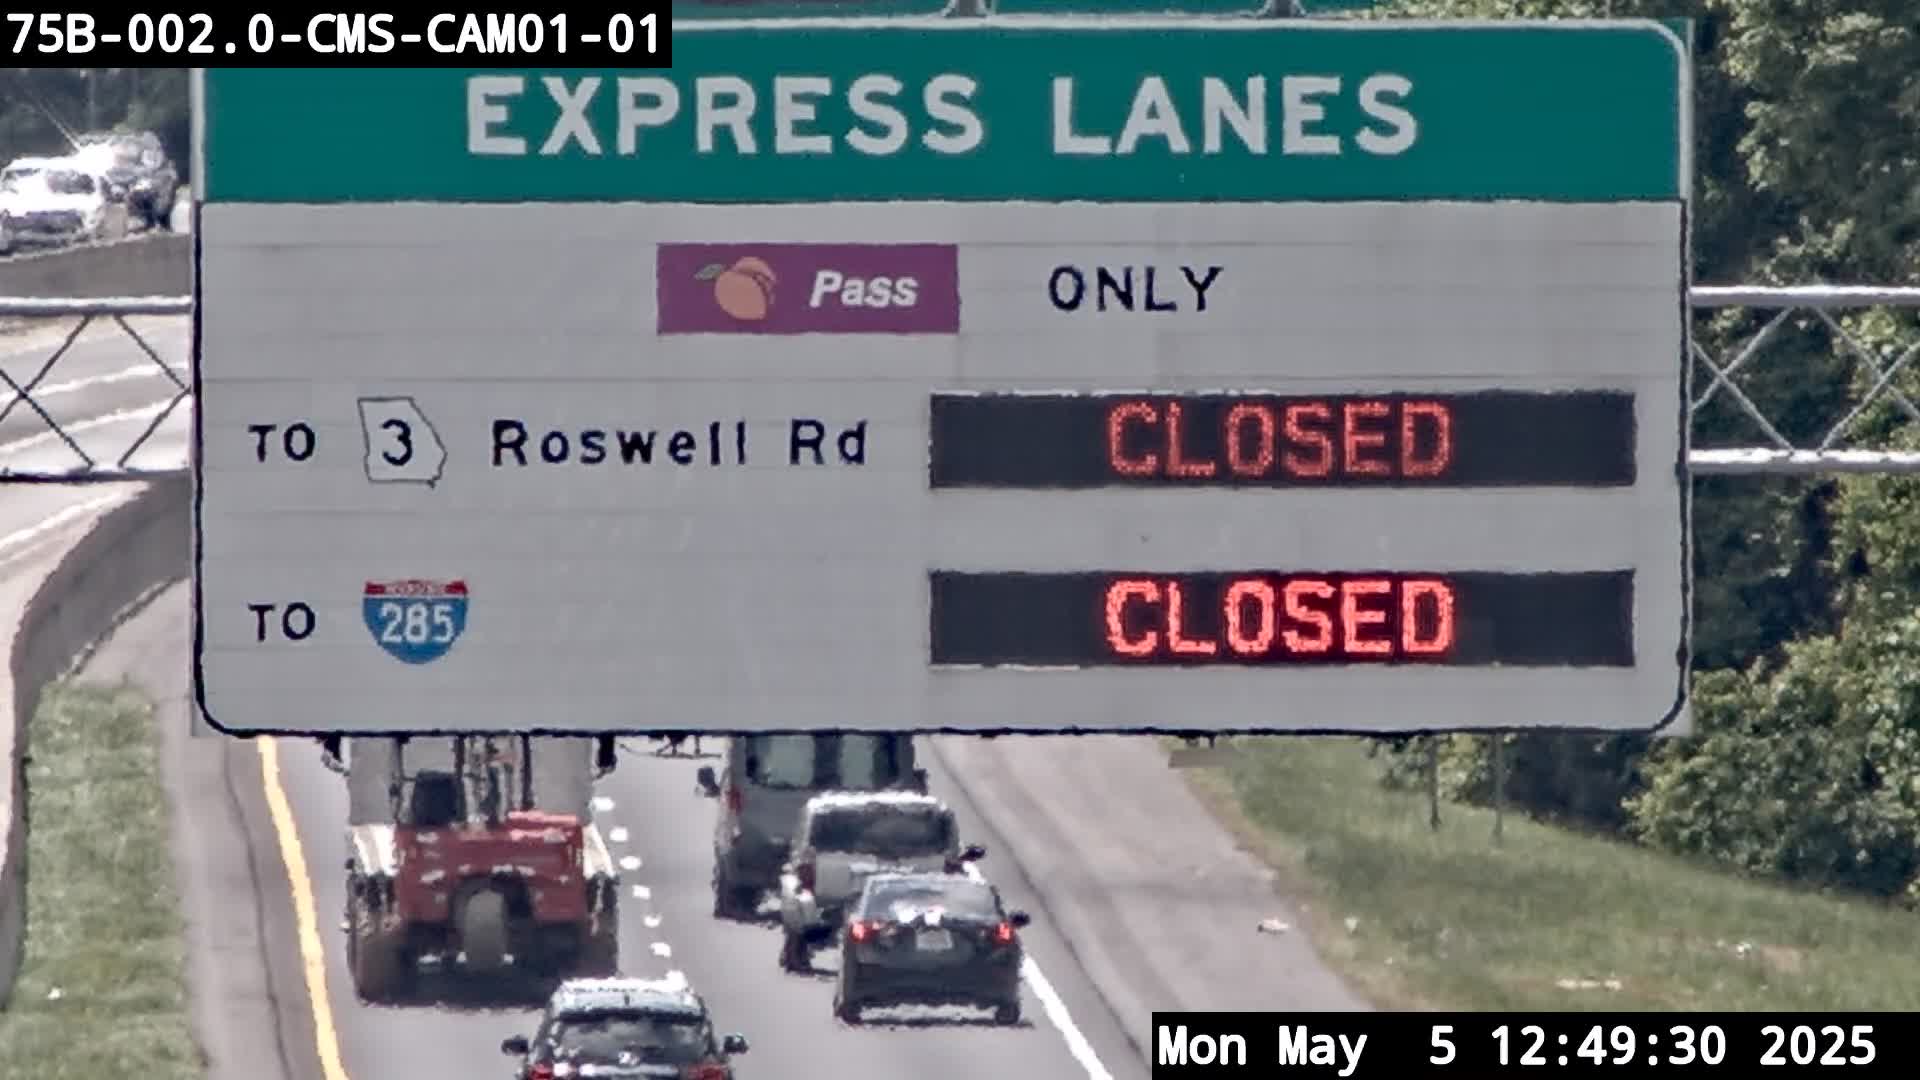 75B-002.0-CMS-CAM01-01
EXPRESS LANES
Pass ONLY
TO 3 Roswell Rd CLOSED
TO 285 CLOSED
Mon May 5 12:49:30 2025